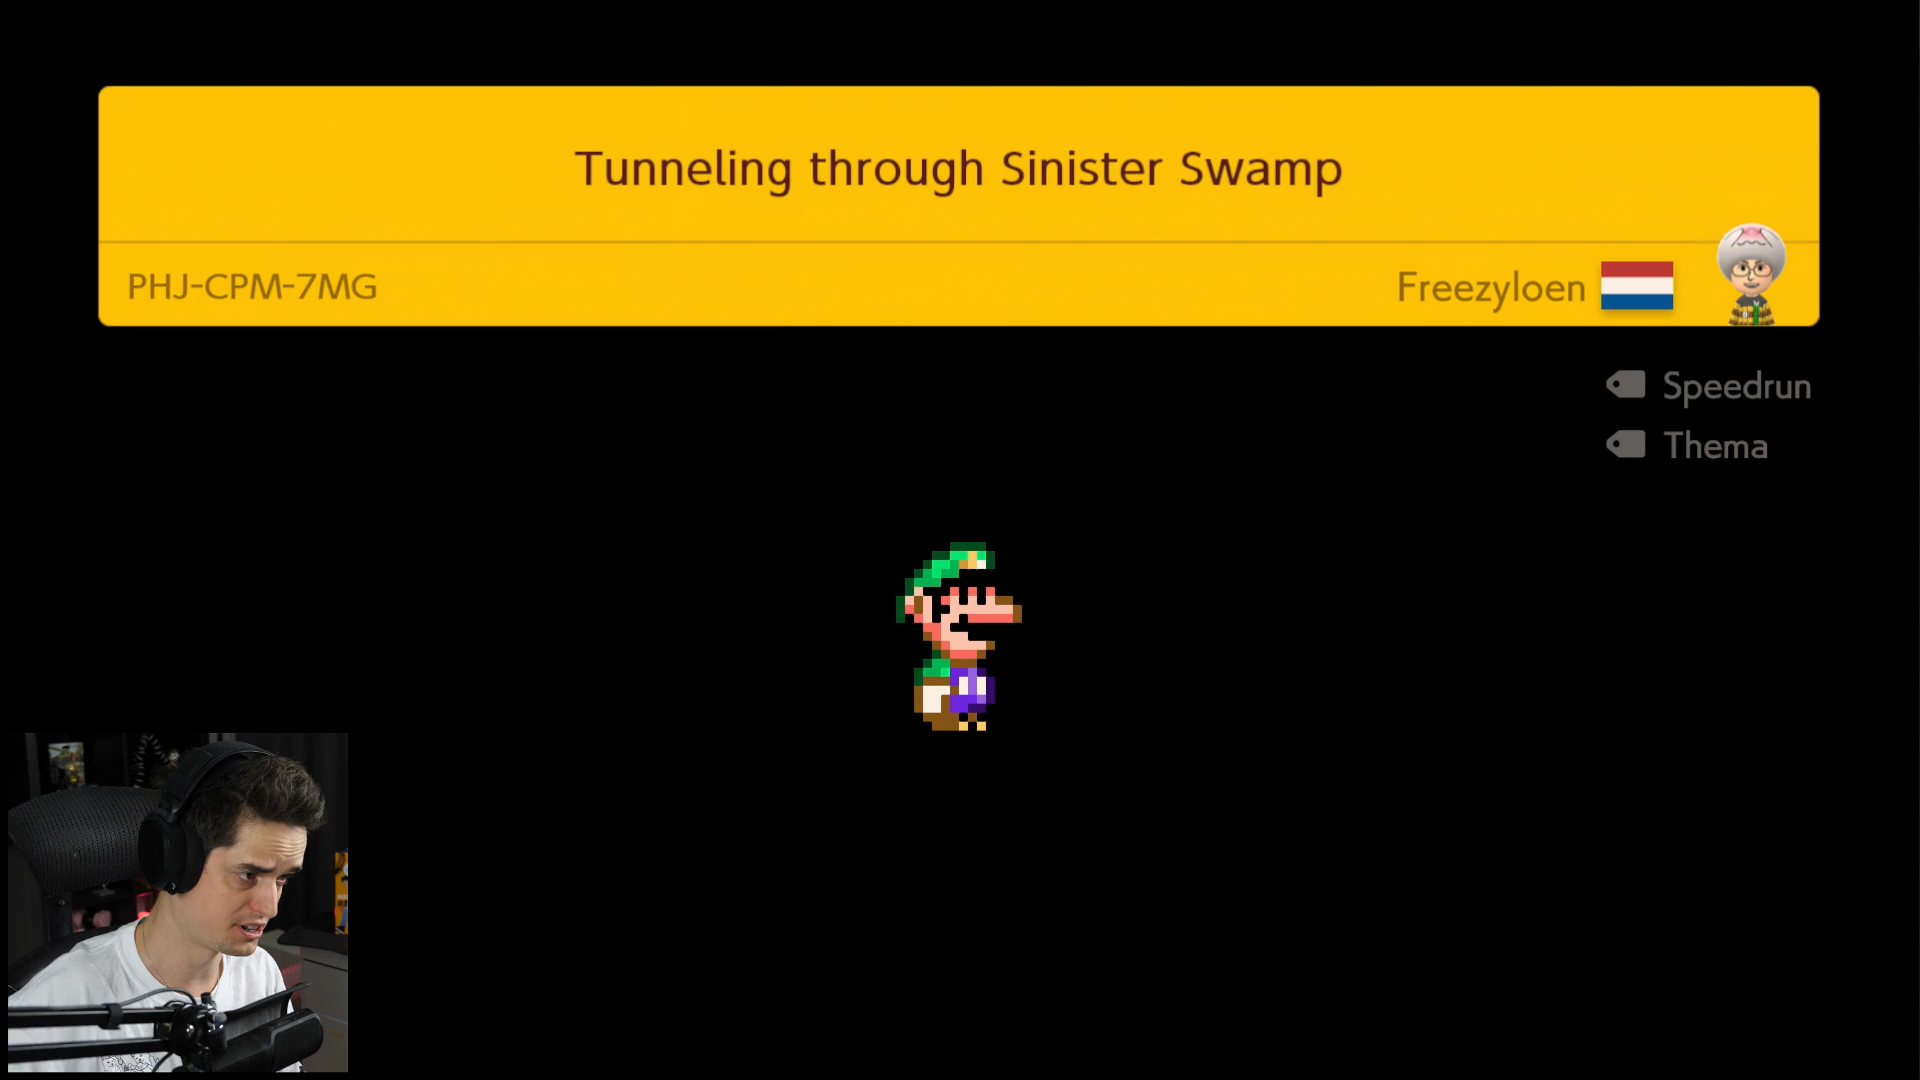 Tunneling through Sinister Swamp
PHJ-CPM-7MG
Freezyloen
Speedrun
Thema